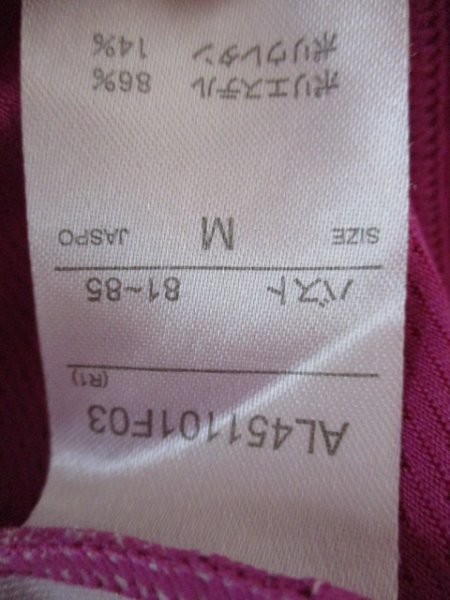 AL451101F03
(R1)
バスト 81~85
SIZE M JASPO
ポリエステル 86%
ポリウレタン 14%